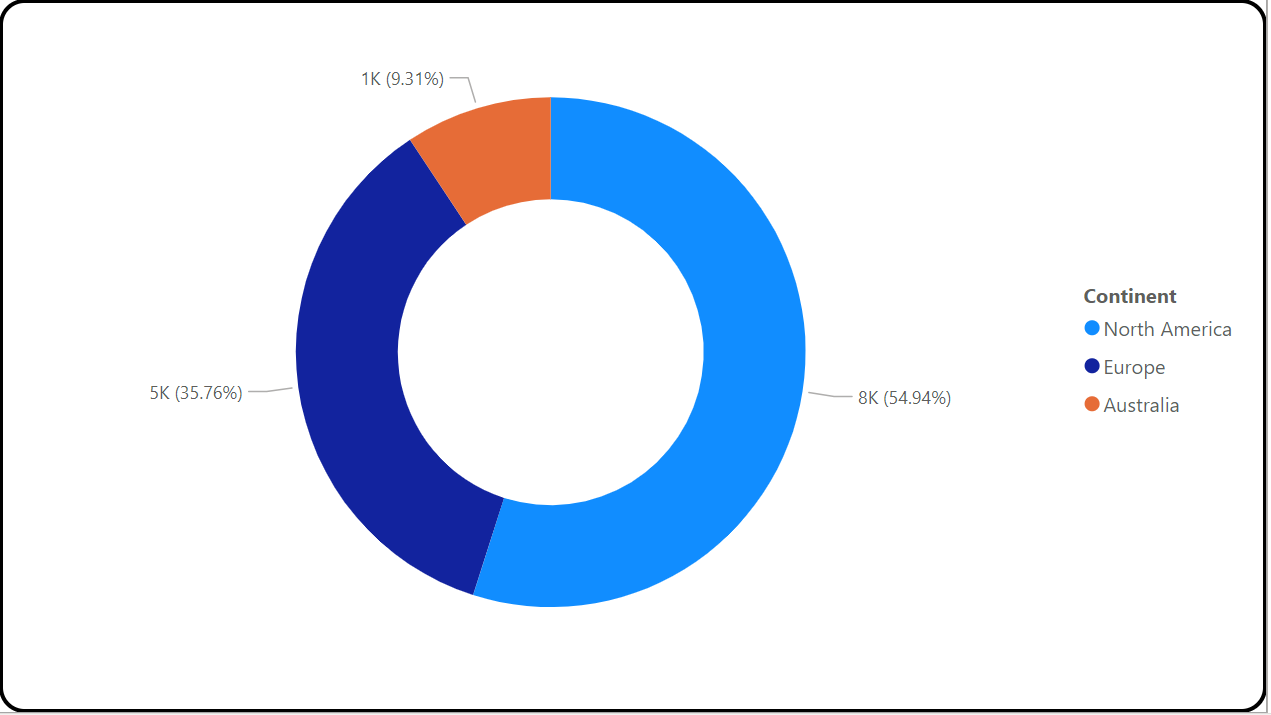 1K (9.31%)
5K (35.76%)
8K (54.94%)
Continent
North America
Europe
Australia